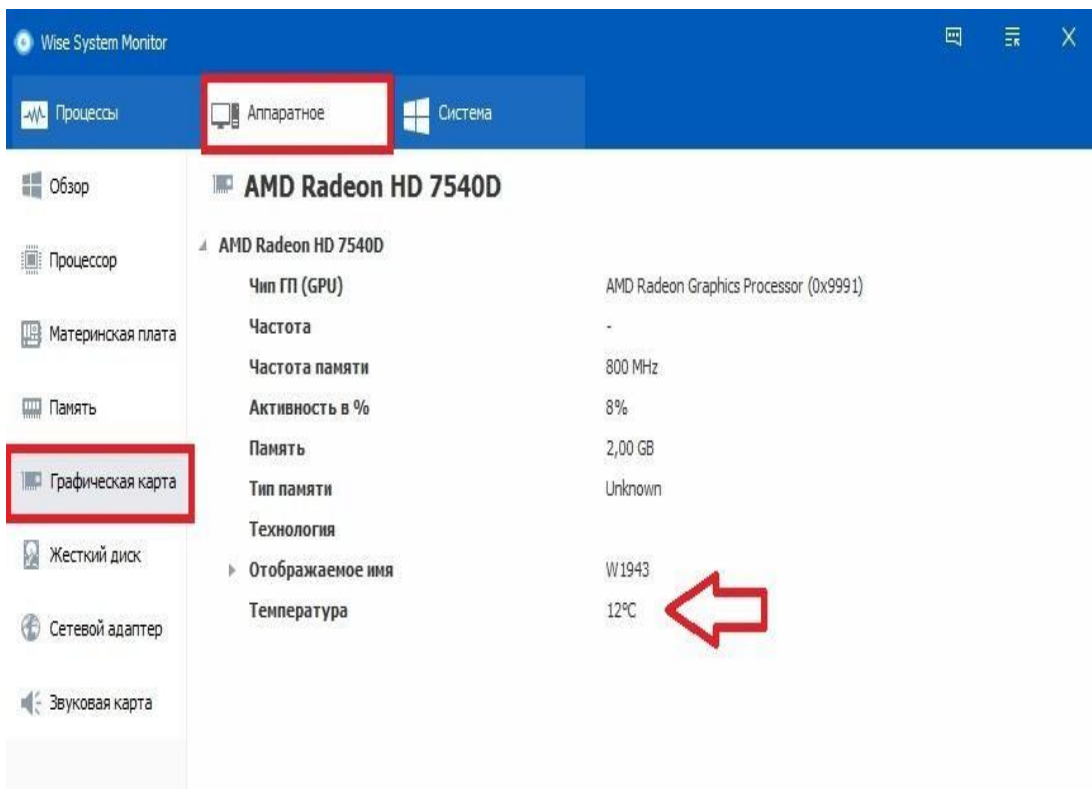 Wise System Monitor
Процессы
Аппаратное
Система
Обзор
Процессор
Материнская плата
Память
Графическая карта
Жесткий диск
Сетевой адаптер
Звуковая карта
AMD Radeon HD 7540D
AMD Radeon HD 7540D
Чип ГП (GPU) AMD Radeon Graphics Processor (0x9991)
Частота -
Частота памяти 800 MHz
Активность в % 8%
Память 2,00 GB
Тип памяти Unknown
Технология
Отображаемое имя W1943
Температура 12°C